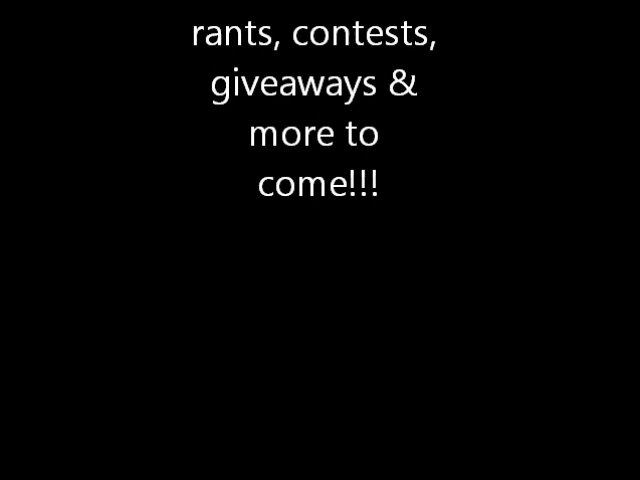 rants, contests,
giveaways &
more to
come!!!